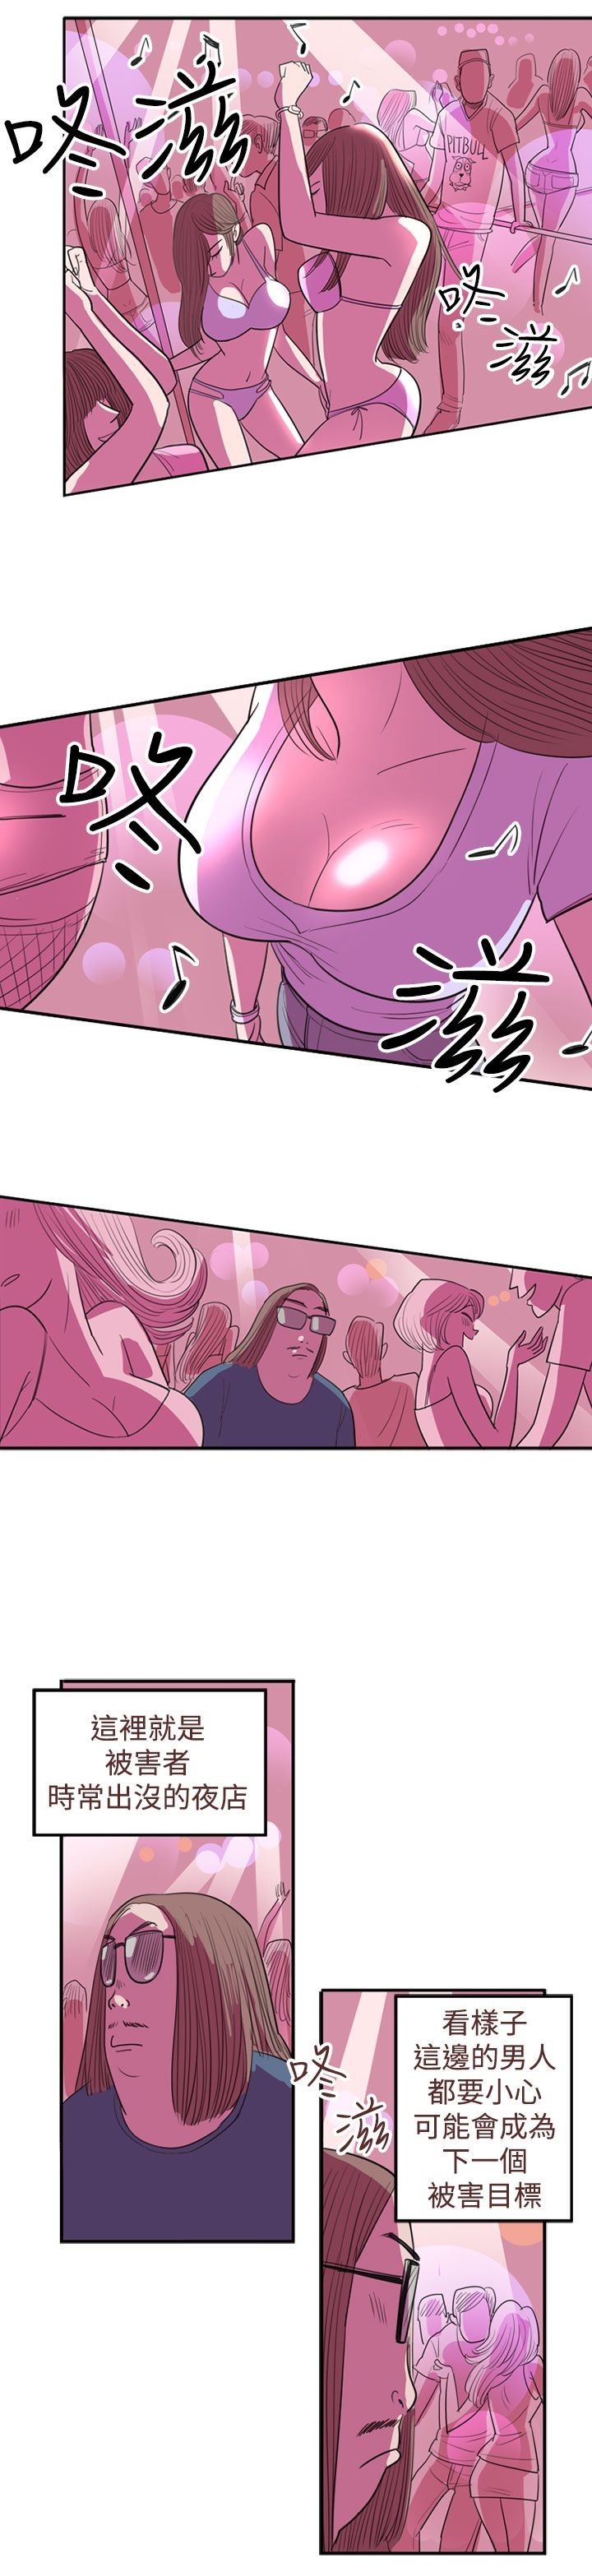 咚滋
PITBULL
咚滋
咚
滋
這裡就是
被害者
時常出沒的夜店
看樣子
這邊的男人
都要小心
可能會成為
下一個
被害目標
咚
滋